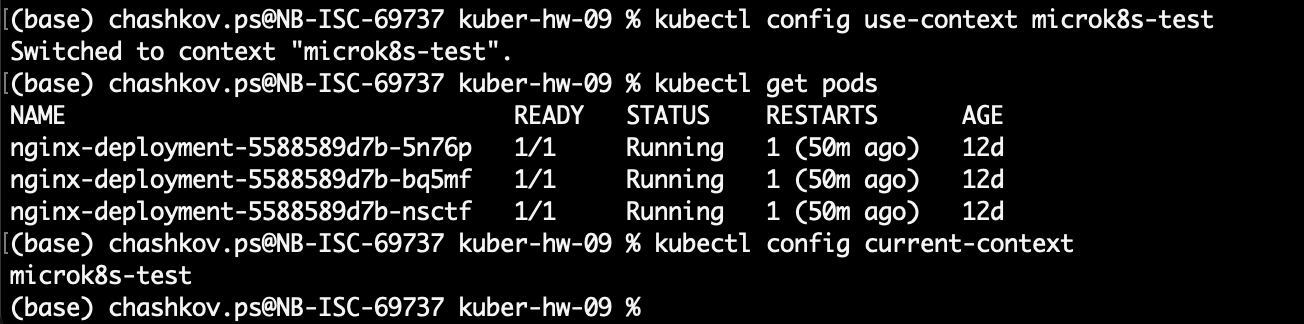 [(base) chashkov.ps@NB-ISC-69737 kuber-hw-09 % kubectl config use-context microk8s-test
Switched to context "microk8s-test".
[(base) chashkov.ps@NB-ISC-69737 kuber-hw-09 % kubectl get pods
NAME                                READY   STATUS    RESTARTS      AGE
nginx-deployment-5588589d7b-5n76p   1/1     Running   1 (50m ago)   12d
nginx-deployment-5588589d7b-bq5mf   1/1     Running   1 (50m ago)   12d
nginx-deployment-5588589d7b-nsctf   1/1     Running   1 (50m ago)   12d
[(base) chashkov.ps@NB-ISC-69737 kuber-hw-09 % kubectl config current-context
microk8s-test
(base) chashkov.ps@NB-ISC-69737 kuber-hw-09 %